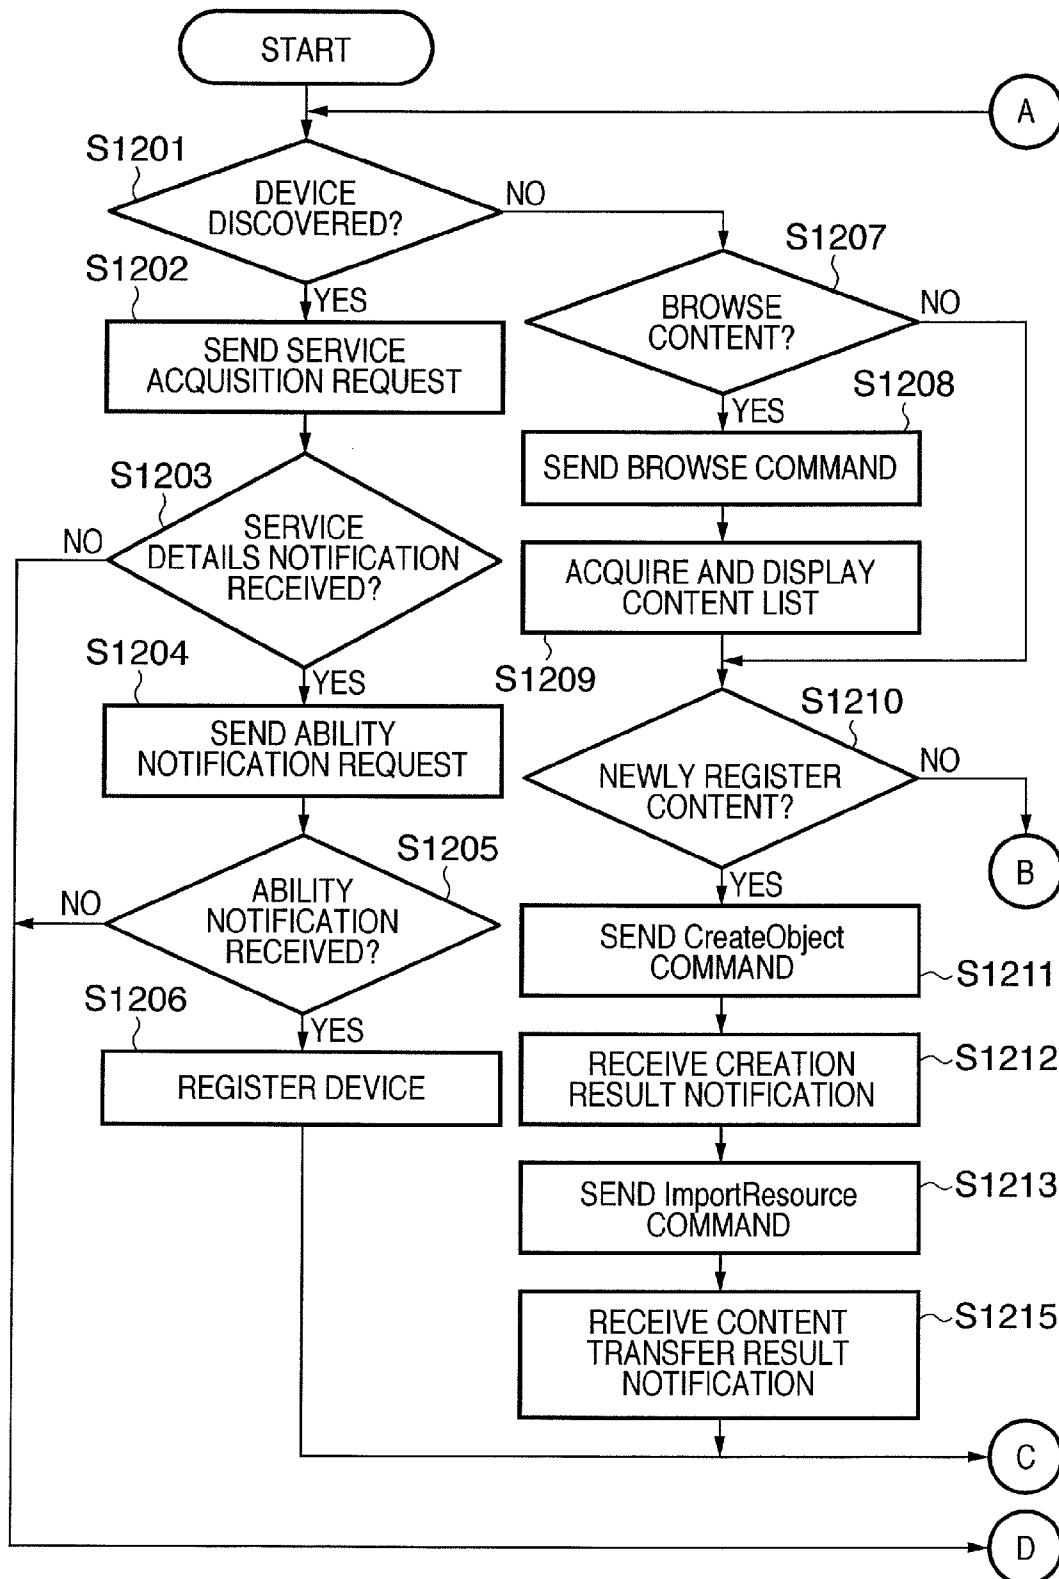 START
A
S1201
DEVICE
DISCOVERED?
NO
YES
S1202
SEND SERVICE
ACQUISITION REQUEST
S1203
SERVICE
DETAILS NOTIFICATION
RECEIVED?
NO
YES
S1204
SEND ABILITY
NOTIFICATION REQUEST
S1205
ABILITY
NOTIFICATION
RECEIVED?
NO
YES
S1206
REGISTER DEVICE
S1207
BROWSE
CONTENT?
NO
YES
S1208
SEND BROWSE COMMAND
ACQUIRE AND DISPLAY
CONTENT LIST
S1209
S1210
NEWLY REGISTER
CONTENT?
NO
B
YES
SEND CreateObject
COMMAND
S1211
RECEIVE CREATION
RESULT NOTIFICATION
S1212
SEND ImportResource
COMMAND
S1213
RECEIVE CONTENT
TRANSFER RESULT
NOTIFICATION
S1215
C
D